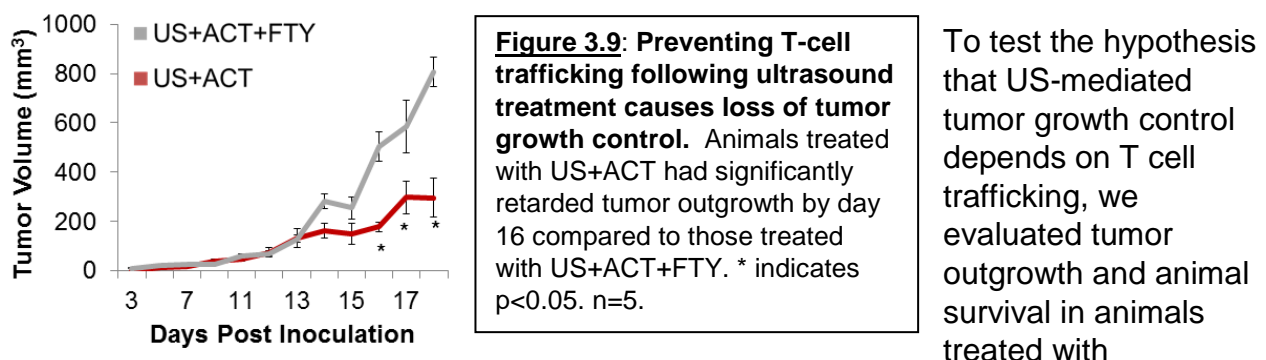 1000
800
600
400
200
0
Tumor Volume (mm³)
US+ACT+FTY
US+ACT
* * *
3 7 11 13 15 17
Days Post Inoculation
Figure 3.9: Preventing T-cell
trafficking following ultrasound
treatment causes loss of tumor
growth control. Animals treated
with US+ACT had significantly
retarded tumor outgrowth by day
16 compared to those treated
with US+ACT+FTY. * indicates
p<0.05. n=5.
To test the hypothesis
that US-mediated
tumor growth control
depends on T cell
trafficking, we
evaluated tumor
outgrowth and animal
survival in animals
treated with